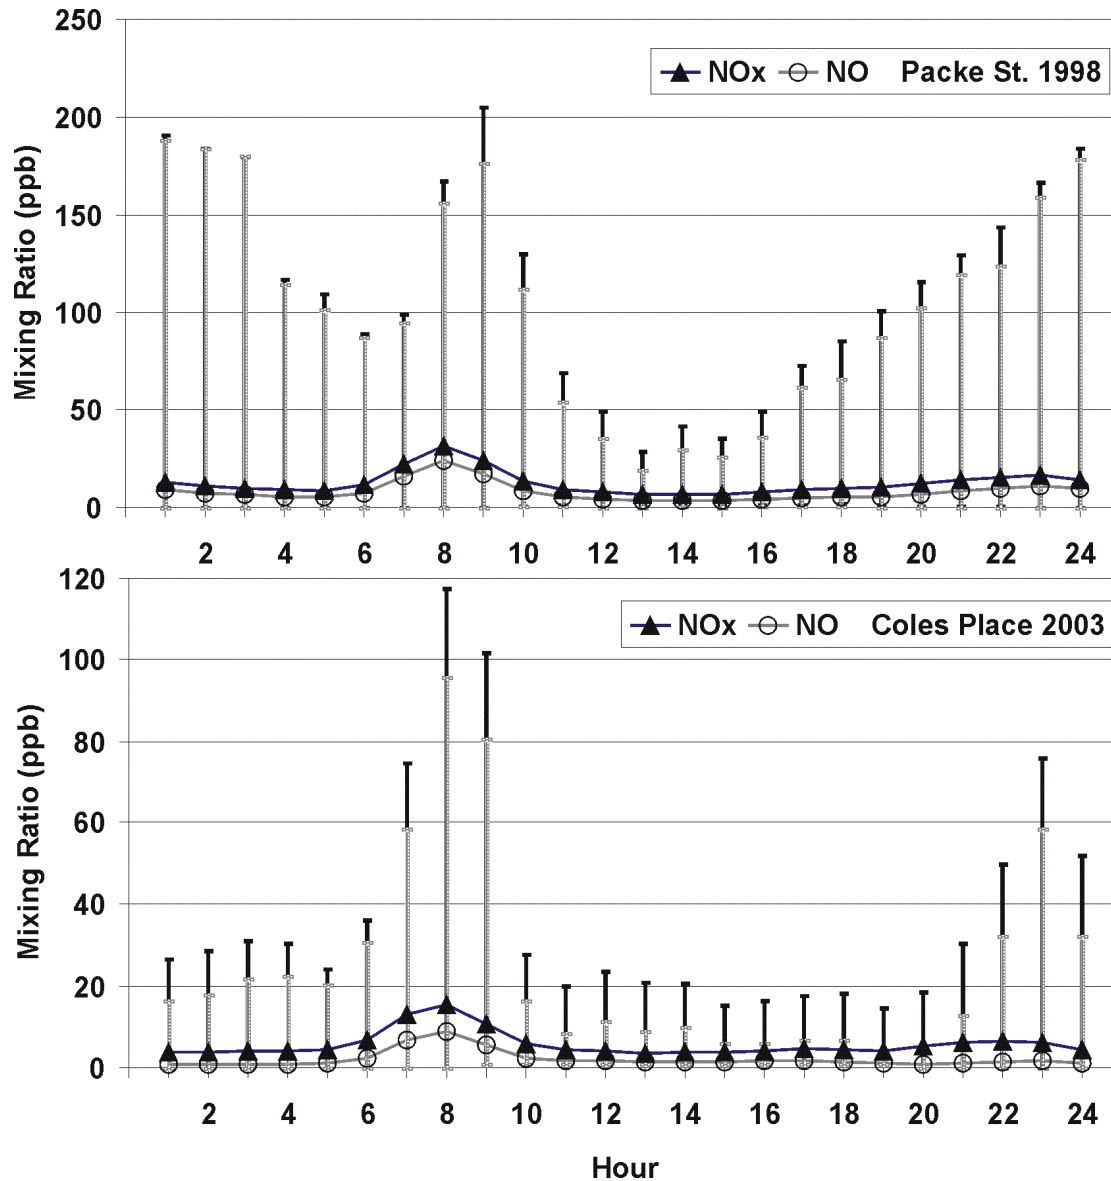 250
200
150
100
50
0
Mixing Ratio (ppb)
NOx NO Packe St. 1998
2 4 6 8 10 12 14 16 18 20 22 24
120
100
80
60
40
20
0
Mixing Ratio (ppb)
NOx NO Coles Place 2003
2 4 6 8 10 12 14 16 18 20 22 24
Hour